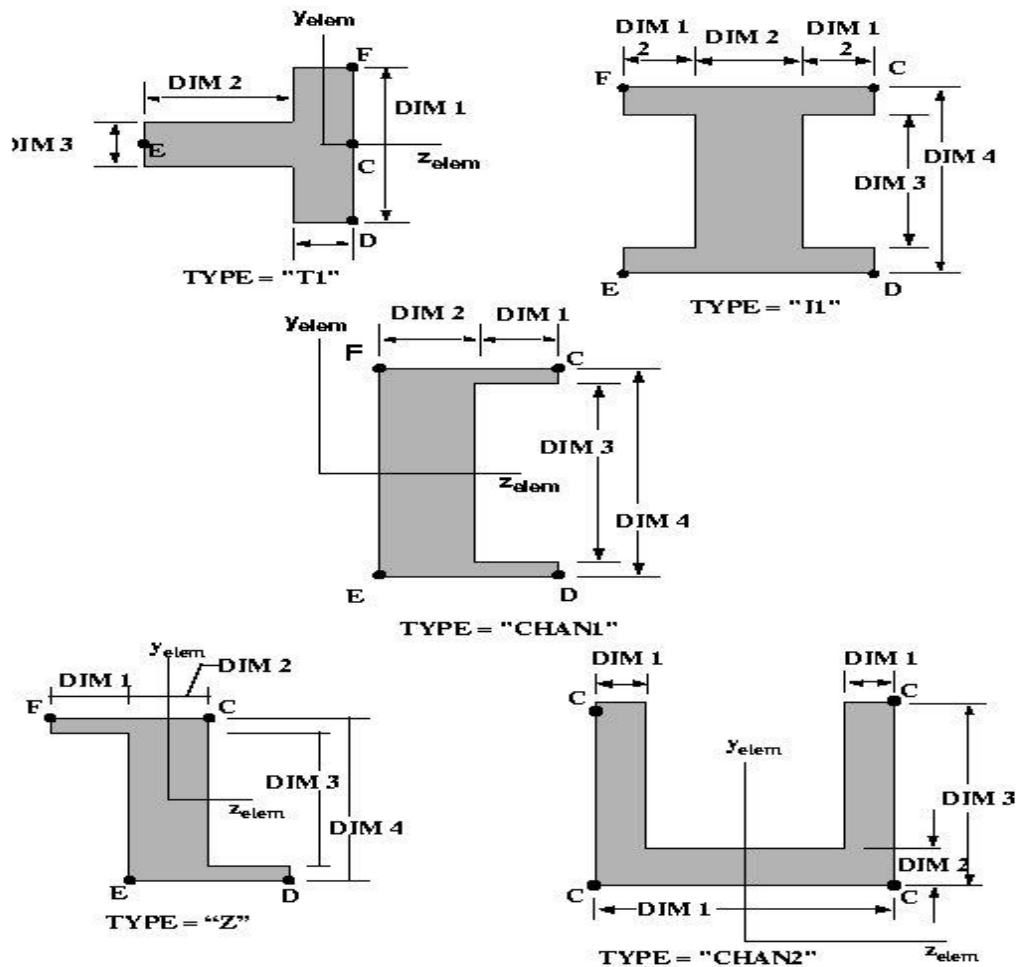 yelem
F
DIM 2
DIM 1
DIM 3
E
zelem
C
D
TYPE = "T1"
DIM 1
2
DIM 2
DIM 1
2
F
C
DIM 3
DIM 4
E
D
TYPE = "I1"
yelem
DIM 2
DIM 1
F
C
DIM 3
zelem
DIM 4
E
D
TYPE = "CHAN1"
yelem
DIM 2
DIM 1
F
C
DIM 3
zelem
DIM 4
E
D
TYPE = “Z”
DIM 1
DIM 1
C
C
yelem
DIM 3
DIM 2
C
C
DIM 1
TYPE = "CHAN2"
zelem